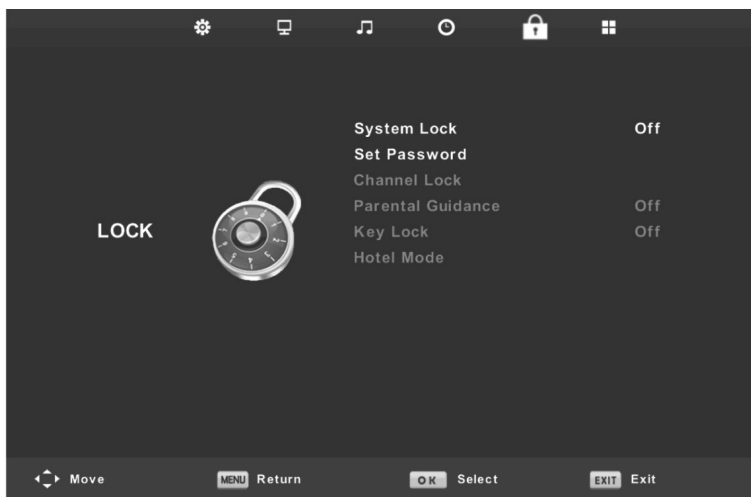 System Lock Off
Set Password
Channel Lock
Parental Guidance Off
Key Lock Off
Hotel Mode
LOCK
Move MENU Return OK Select EXIT Exit